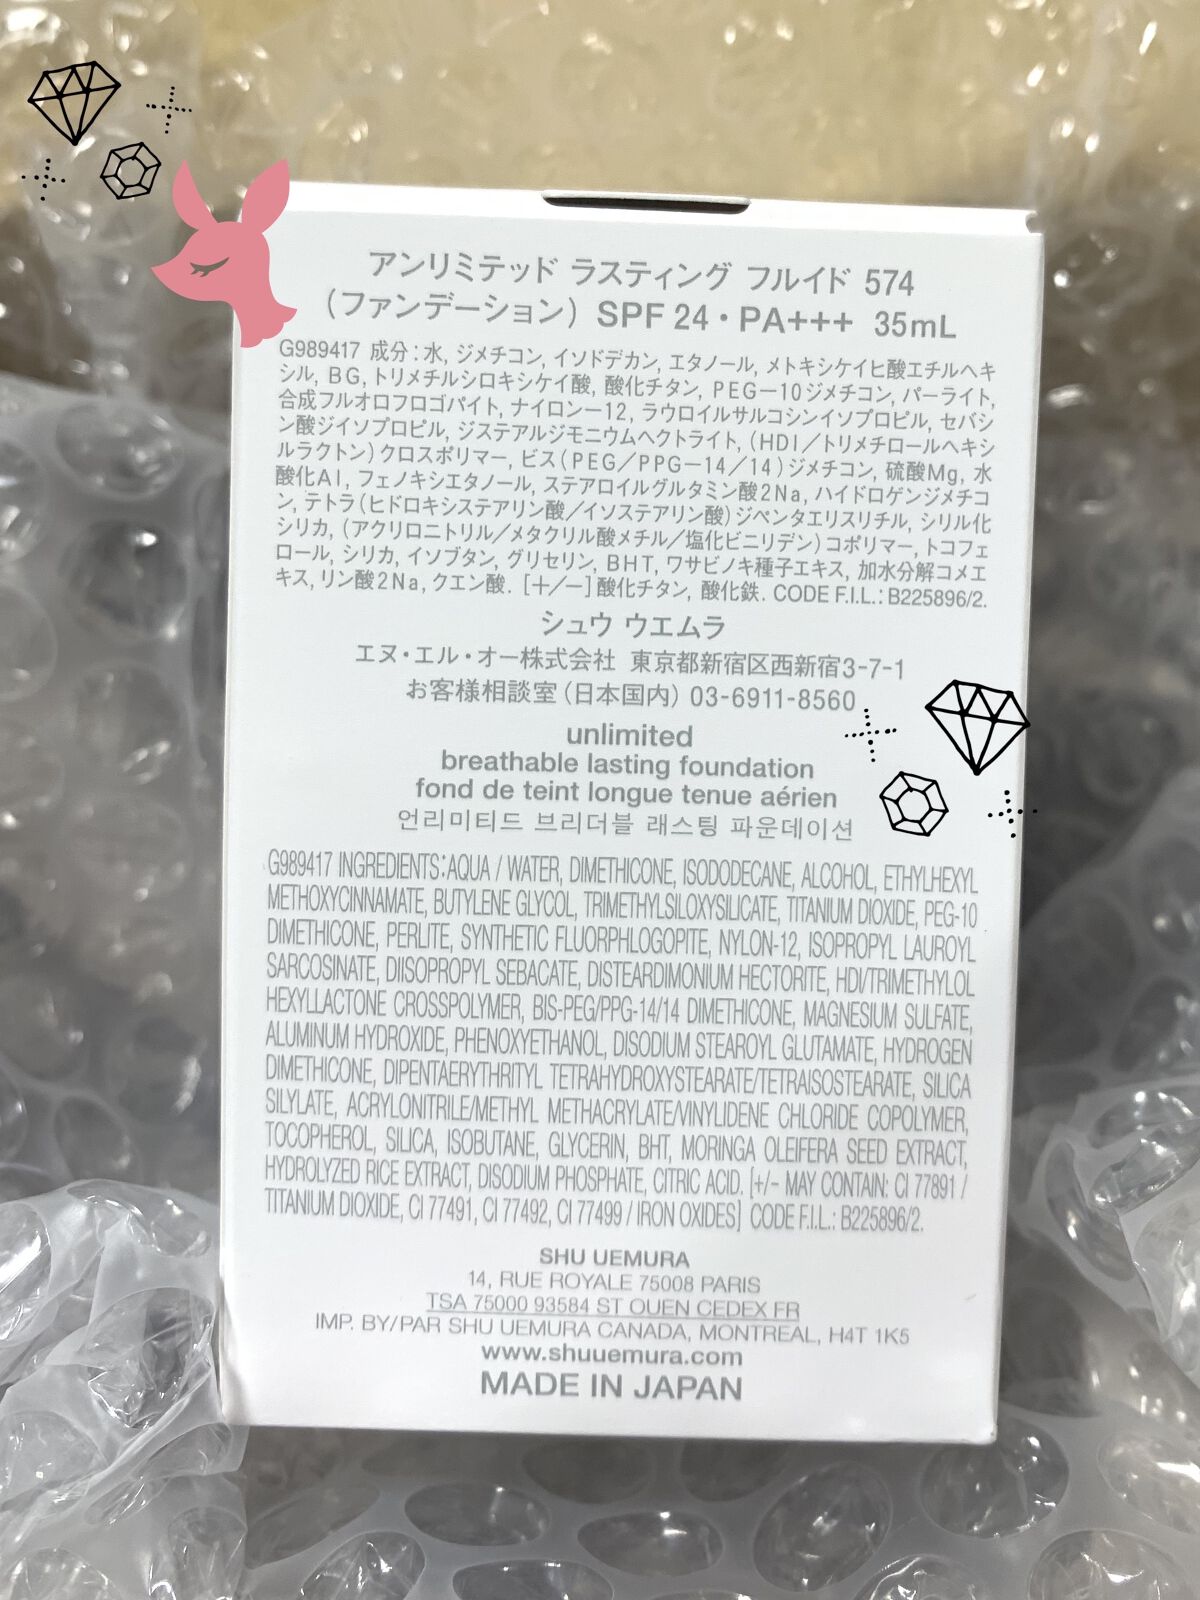 アンリミテッド ラスティング フルイド 574
（ファンデーション）SPF 24・PA+++ 35mL
G989417 成分：水, ジメチコン, イソドデカン, エタノール, メトキシケイヒ酸エチルヘキ
シル, BG, トリメチルシロキシケイ酸, 酸化チタン, PEG－10ジメチコン, パーライト,
合成フルオロフロゴパイト, ナイロン－12, ラウロイルサルコシンイソプロピル, セバシ
ン酸ジイソプロピル, ジステアルジモニウムヘクトライト, （HDI／トリメチロールヘキシ
ルラクトン）クロスポリマー, ビス（PEG／PPG－14／14）ジメチコン, 硫酸Mg, 水
酸化Al, フェノキシエタノール, ステアロイルグルタミン酸2Na, ハイドロゲンジメチコ
ン, テトラ（ヒドロキシステアリン酸／イソステアリン酸）ジペンタエリスリチル, シリル化
シリカ, （アクリロニトリル／メタクリル酸メチル／塩化ビニリデン）コポリマー, トコフェ
ロール, シリカ, イソブタン, グリセリン, BHT, ワサビノキ種子エキス, 加水分解コメエ
キス, リン酸2Na, クエン酸. [＋/－]酸化チタン, 酸化鉄. CODE F.I.L.: B225896/2.
シュウ ウエムラ
エヌ・エル・オー株式会社 東京都新宿区西新宿3-7-1
お客様相談室（日本国内）03-6911-8560
unlimited
breathable lasting foundation
fond de teint longue tenue aérien
언리미티드 브리더블 래스팅 파운데이션
G989417 INGREDIENTS: AQUA / WATER, DIMETHICONE, ISODODECANE, ALCOHOL, ETHYLHEXYL
METHOXYCINNAMATE, BUTYLENE GLYCOL, TRIMETHYLSILOXYSILICATE, TITANIUM DIOXIDE, PEG-10
DIMETHICONE, PERLITE, SYNTHETIC FLUORPHLOGOPITE, NYLON-12, ISOPROPYL LAUROYL
SARCOSINATE, DIISOPROPYL SEBACATE, DISTEARDIMONIUM HECTORITE, HDI/TRIMETHYLOL
HEXYLLACTONE CROSSPOLYMER, BIS-PEG/PPG-14/14 DIMETHICONE, MAGNESIUM SULFATE,
ALUMINUM HYDROXIDE, PHENOXYETHANOL, DISODIUM STEAROYL GLUTAMATE, HYDROGEN
DIMETHICONE, DIPENTAERYTHRITYL TETRAHYDROXYSTEARATE/TETRAISOSTEARATE, SILICA
SILYLATE, ACRYLONITRILE/METHYL METHACRYLATE/VINYLIDENE CHLORIDE COPOLYMER,
TOCOPHEROL, SILICA, ISOBUTANE, GLYCERIN, BHT, MORINGA OLEIFERA SEED EXTRACT,
HYDROLYZED RICE EXTRACT, DISODIUM PHOSPHATE, CITRIC ACID. [+/- MAY CONTAIN: CI 77891 /
TITANIUM DIOXIDE, CI 77491, CI 77492, CI 77499 / IRON OXIDES] CODE F.I.L.: B225896/2.
SHU UEMURA
14, RUE ROYALE 75008 PARIS
TSA 75000 93584 ST OUEN CEDEX FR
IMP. BY/PAR SHU UEMURA CANADA, MONTREAL, H4T 1K5
www.shuuemura.com
MADE IN JAPAN